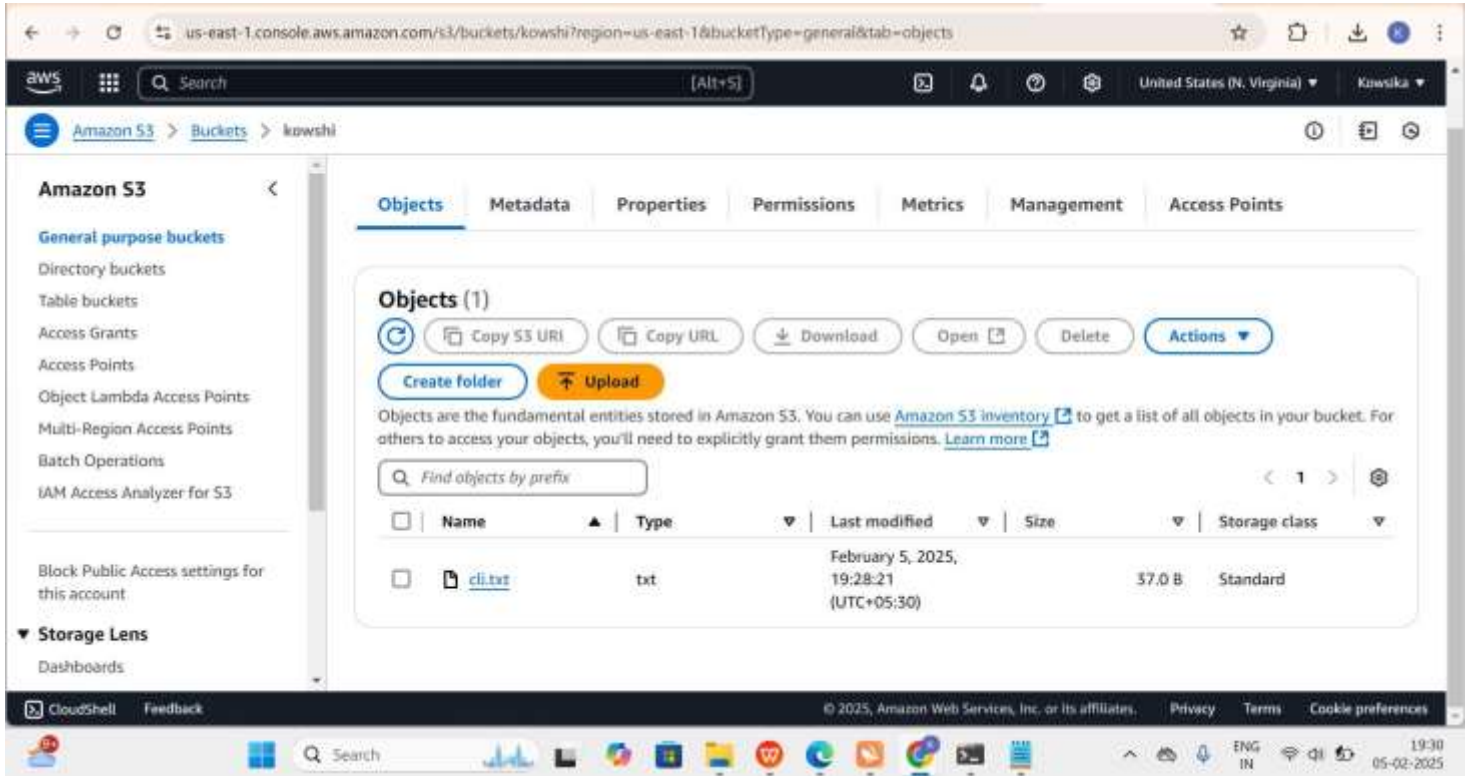 us-east-1.console.aws.amazon.com/s3/buckets/kowshi?region=us-east-1&bucketType=general&tab=objects
aws Search [Alt+S] United States (N. Virginia) Kowsika
Amazon S3 > Buckets > kowshi
Amazon S3
General purpose buckets
Directory buckets
Table buckets
Access Grants
Access Points
Object Lambda Access Points
Multi-Region Access Points
Batch Operations
IAM Access Analyzer for S3
Block Public Access settings for
this account
Storage Lens
Dashboards
Objects Metadata Properties Permissions Metrics Management Access Points
Objects (1)
Copy S3 URI Copy URL Download Open Delete Actions
Create folder Upload
Objects are the fundamental entities stored in Amazon S3. You can use Amazon S3 inventory to get a list of all objects in your bucket. For
others to access your objects, you'll need to explicitly grant them permissions. Learn more
Find objects by prefix
1
Name Type Last modified Size Storage class
cli.txt txt February 5, 2025,
19:28:21
(UTC+05:30) 37.0 B Standard
CloudShell Feedback © 2025, Amazon Web Services, Inc. or its affiliates. Privacy Terms Cookie preferences
Search ENG
IN 19:30
05-02-2025